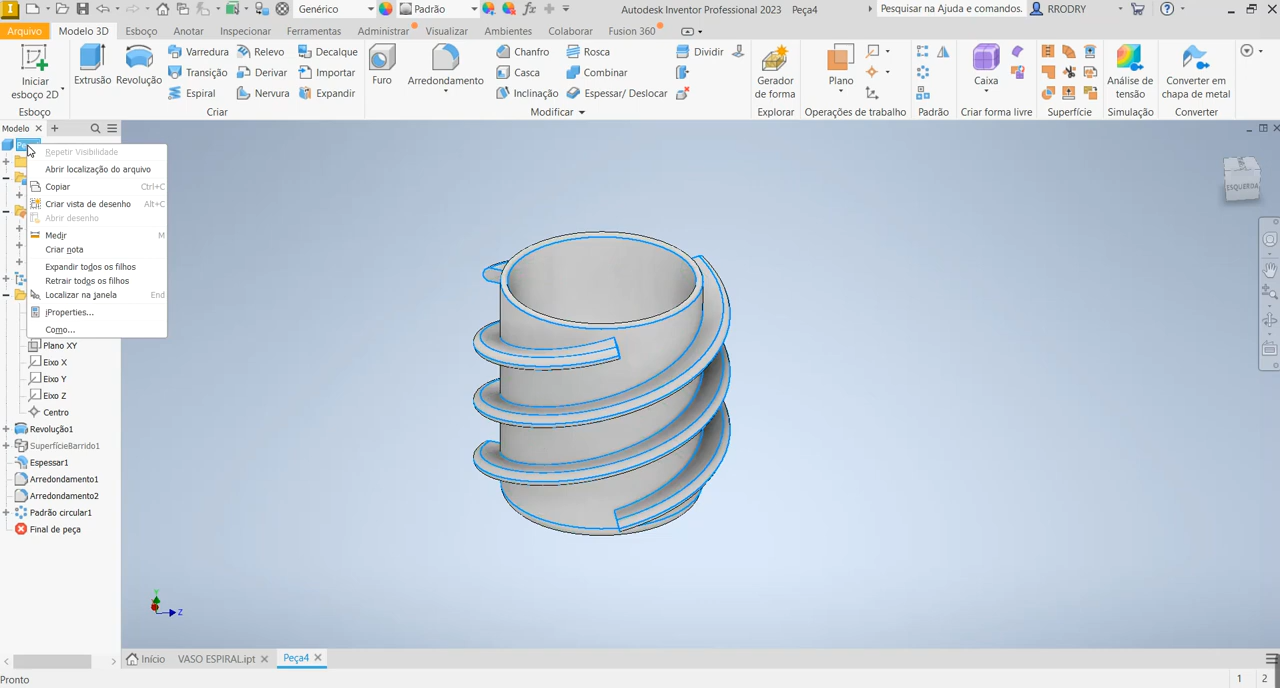 Genérico
Padrão
Autodesk Inventor Professional 2023 Peça4
Pesquisar na Ajuda e comandos.
RRODRY
Arquivo Modelo 3D Esboço Anotar Inspecionar Ferramentas Administrar Visualizar Ambientes Colaborar Fusion 360
Iniciar
esboço 2D
Esboço
Extrusão
Revolução
Varredura
Relevo
Decalque
Transição
Derivar
Importar
Espiral
Nervura
Expandir
Criar
Furo
Arredondamento
Chanfro
Rosca
Dividir
Casca
Combinar
Inclinação
Espessar/ Deslocar
Modificar
Gerador
de forma
Explorar
Plano
Operações de trabalho
Padrão
Caixa
Criar forma livre
Superfície
Análise de
tensão
Simulação
Converter em
chapa de metal
Converter
Modelo
Repetir Visibilidade
Abrir localização do arquivo
Copiar Ctrl+C
Criar vista de desenho Alt+C
Abrir desenho
Medir M
Criar nota
Expandir todos os filhos
Retrair todos os filhos
Localizar na janela End
iProperties...
Como...
Plano XY
Eixo X
Eixo Y
Eixo Z
Centro
Revolução1
SuperfícieBarrido1
Espessar1
Arredondamento1
Arredondamento2
Padrão circular1
Final de peça
ESQUERDA
Y
Z
Início VASO ESPIRAL.ipt Peça4
Pronto
1 2